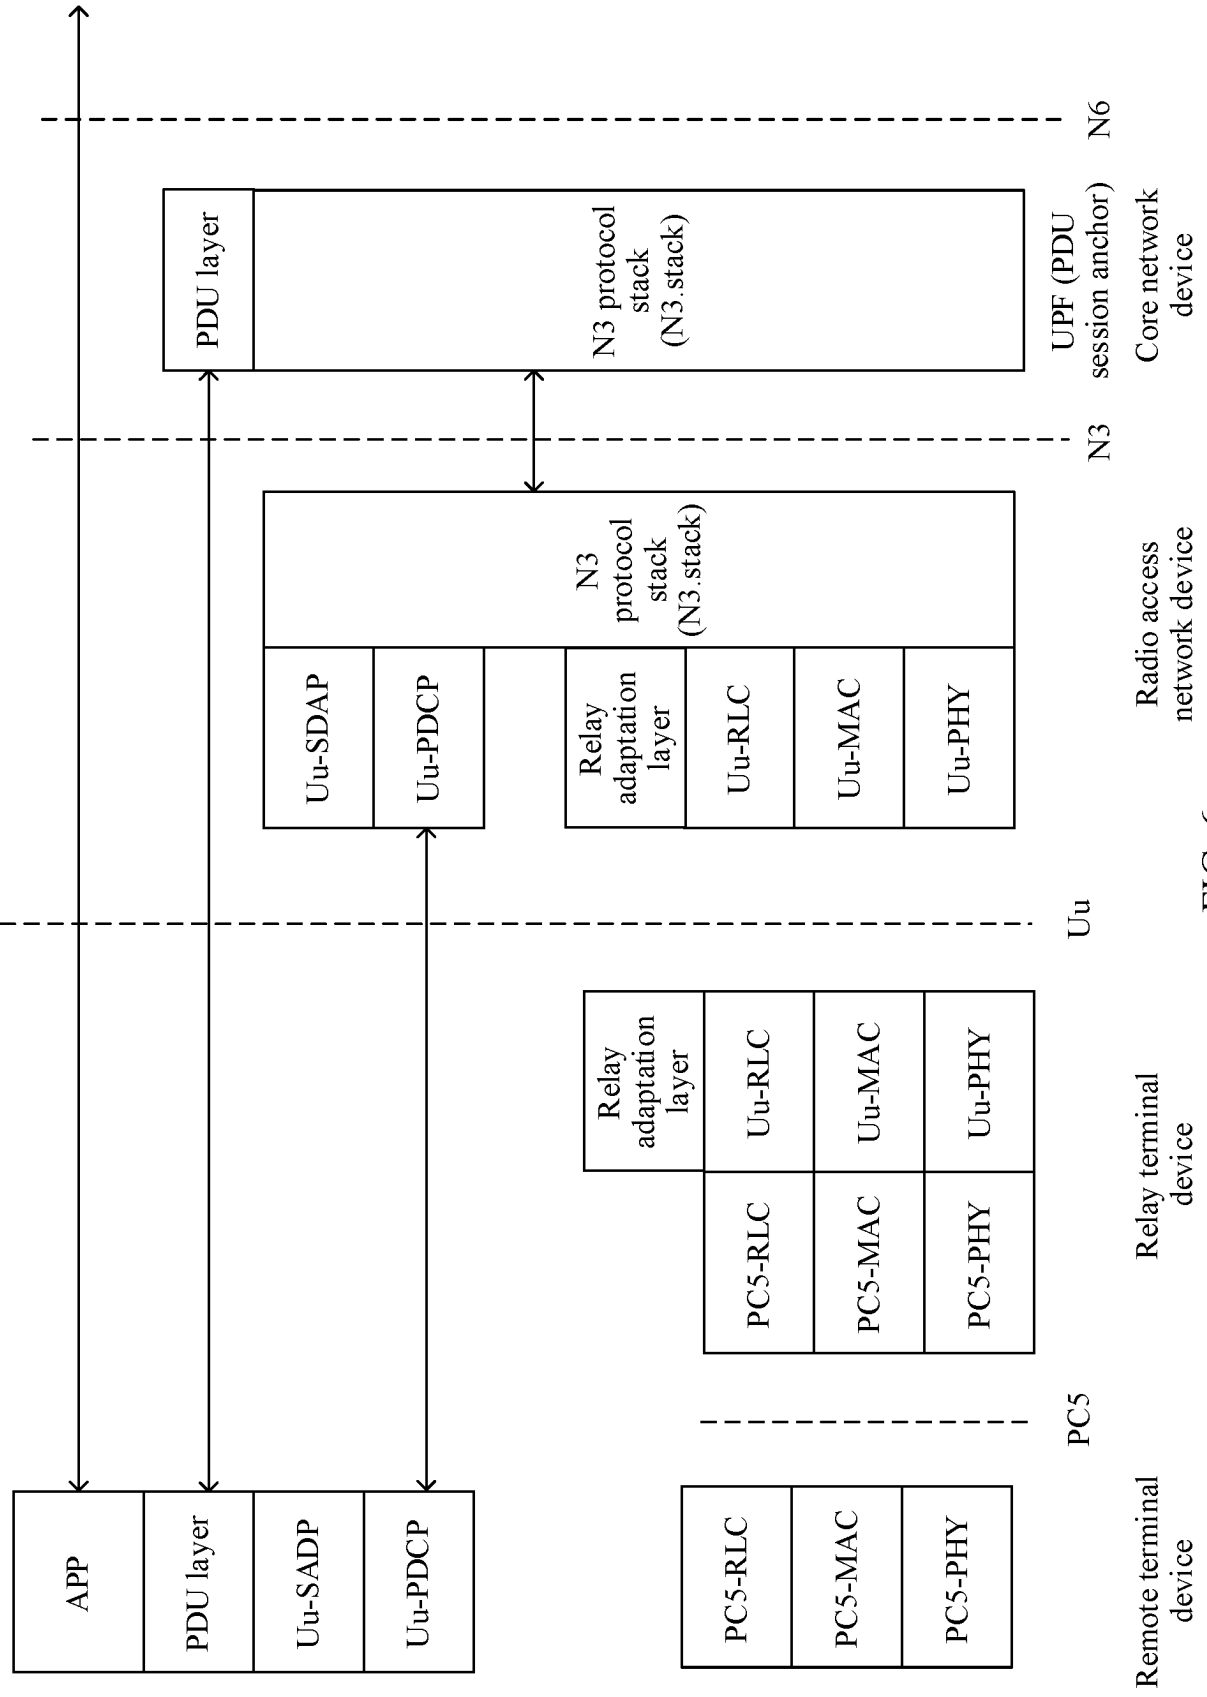 APP
PDU layer
Uu-SADP
Uu-PDCP
PC5-RLC
PC5-MAC
PC5-PHY
Remote terminal
device
PC5
PC5-RLC
PC5-MAC
PC5-PHY
Relay
adaptation
layer
Uu-RLC
Uu-MAC
Uu-PHY
Relay terminal
device
Uu
Uu-SDAP
Uu-PDCP
Relay
adaptation
layer
Uu-RLC
Uu-MAC
Uu-PHY
N3
protocol
stack
(N3.stack)
Radio access
network device
N3
PDU layer
N3 protocol
stack
(N3.stack)
UPF (PDU
session anchor)
Core network
device
N6